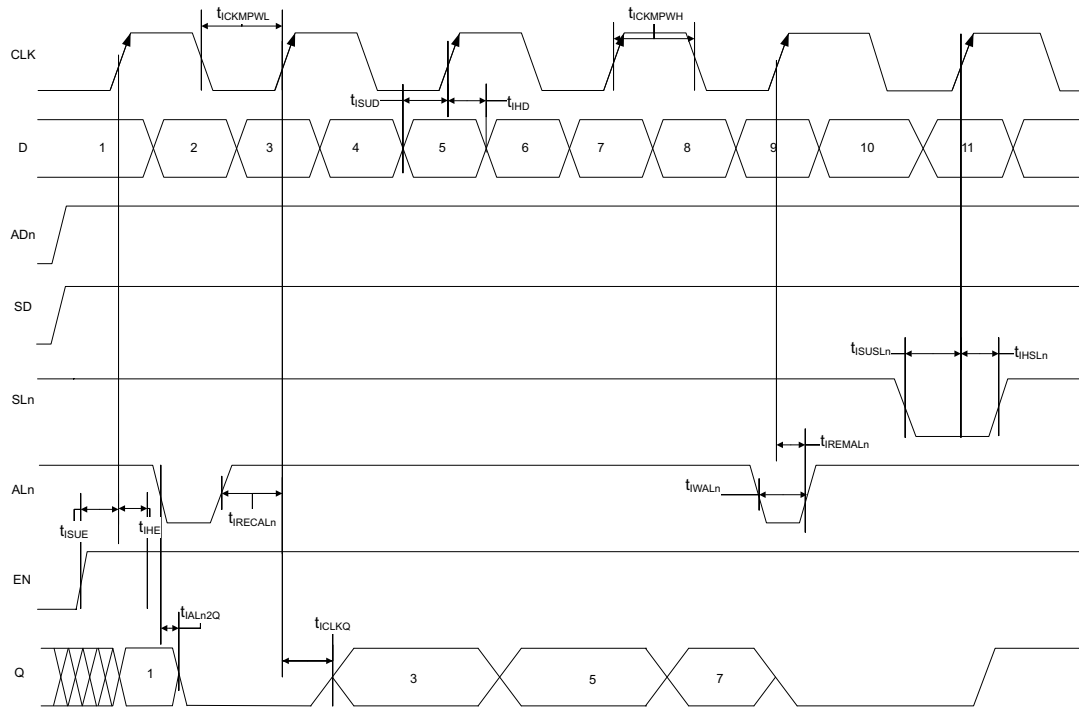 tICKMPWL
tICKMPWH
CLK
tISUD
tIHD
D
1
2
3
4
5
6
7
8
9
10
11
ADn
SD
tISUSLn
tIHSLn
SLn
tIREMALn
ALn
tIWALn
tIRECALn
tISUE
tIHE
EN
tIALn2Q
tICLKQ
Q
1
3
5
7